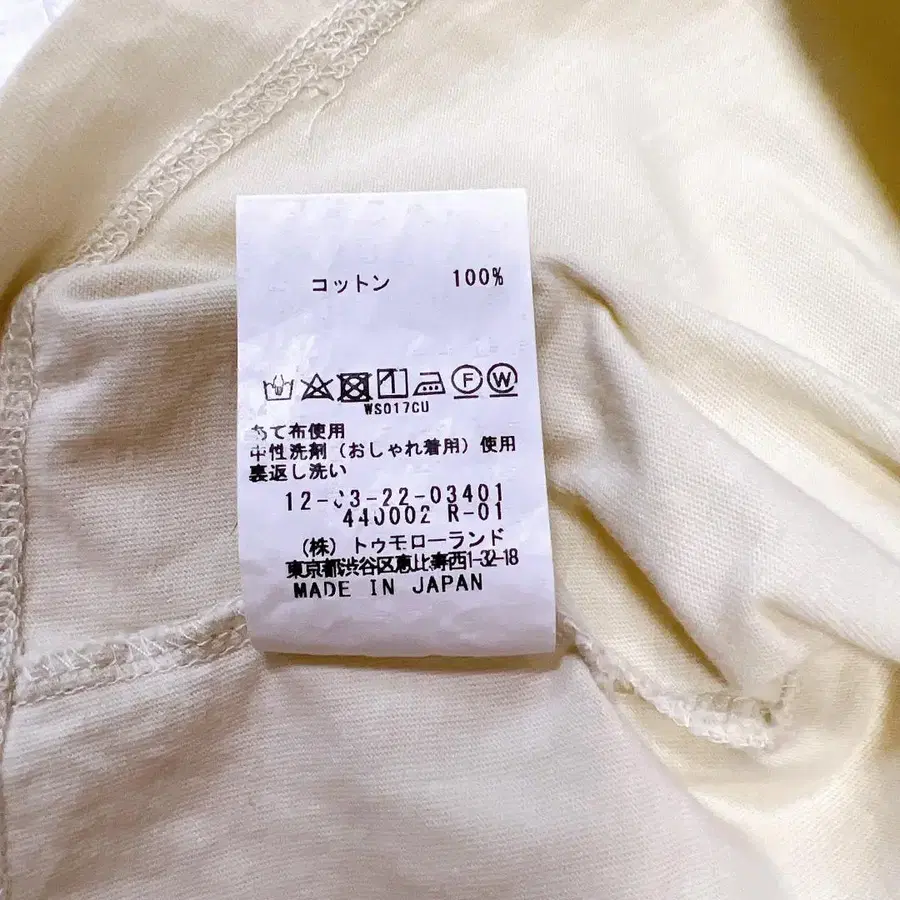 コットン 100%
F W
WS017CU
あて布使用
中性洗剤（おしゃれ着用）使用
裏返し洗い
12-03-22-03401
440002 R-01
（株）トゥモローランド
東京都渋谷区恵比寿西1-32-18
MADE IN JAPAN